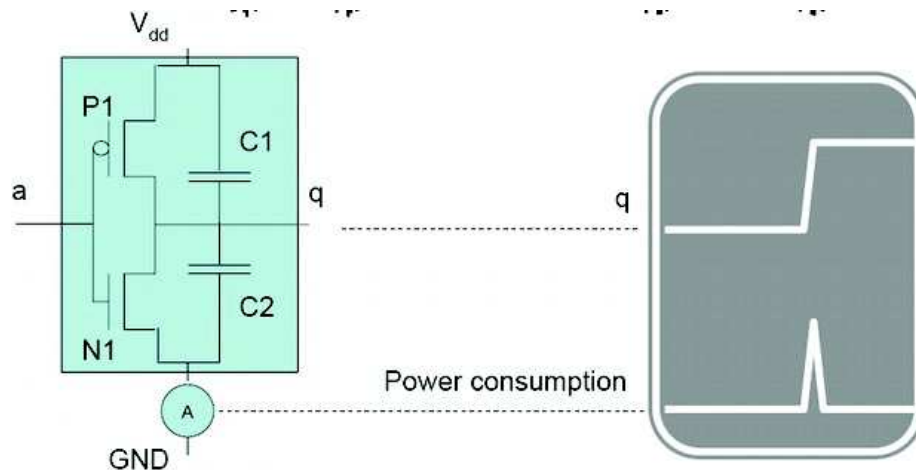 Vdd
P1
C1
a
q
q
C2
N1
Power consumption
A
GND